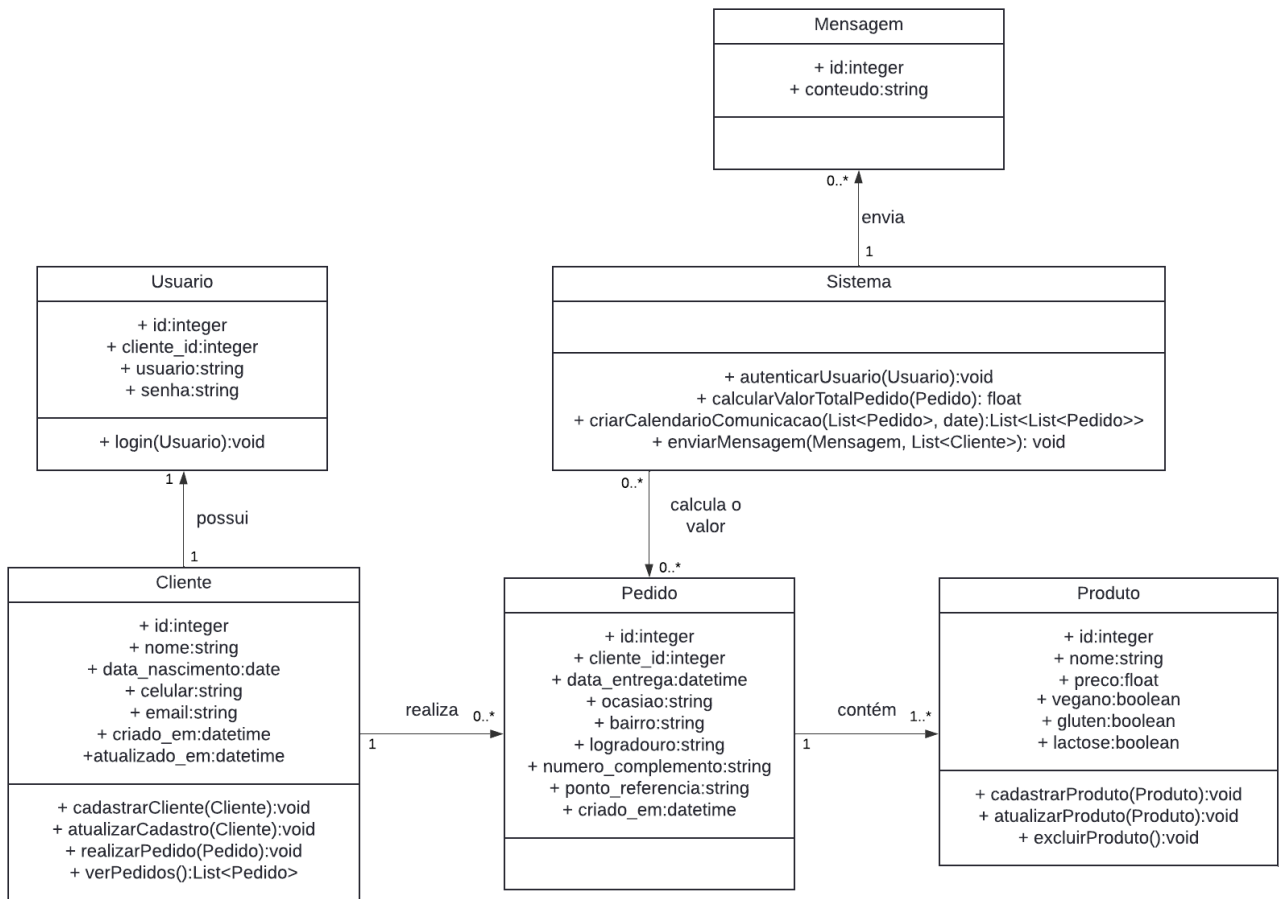 Mensagem
+ id:integer
+ conteudo:string
0..*
envia
1
Usuario
+ id:integer
+ cliente_id:integer
+ usuario:string
+ senha:string
+ login(Usuario):void
Sistema
+ autenticarUsuario(Usuario):void
+ calcularValorTotalPedido(Pedido): float
+ criarCalendarioComunicacao(List<Pedido>, date):List<List<Pedido>>
+ enviarMensagem(Mensagem, List<Cliente>): void
1
possui
1
0..*
calcula o
valor
0..*
Cliente
+ id:integer
+ nome:string
+ data_nascimento:date
+ celular:string
+ email:string
+ criado_em:datetime
+atualizado_em:datetime
+ cadastrarCliente(Cliente):void
+ atualizarCadastro(Cliente):void
+ realizarPedido(Pedido):void
+ verPedidos():List<Pedido>
realiza
0..*
1
Pedido
+ id:integer
+ cliente_id:integer
+ data_entrega:datetime
+ ocasiao:string
+ bairro:string
+ logradouro:string
+ numero_complemento:string
+ ponto_referencia:string
+ criado_em:datetime
contém
1..*
1
Produto
+ id:integer
+ nome:string
+ preco:float
+ vegano:boolean
+ gluten:boolean
+ lactose:boolean
+ cadastrarProduto(Produto):void
+ atualizarProduto(Produto):void
+ excluirProduto():void